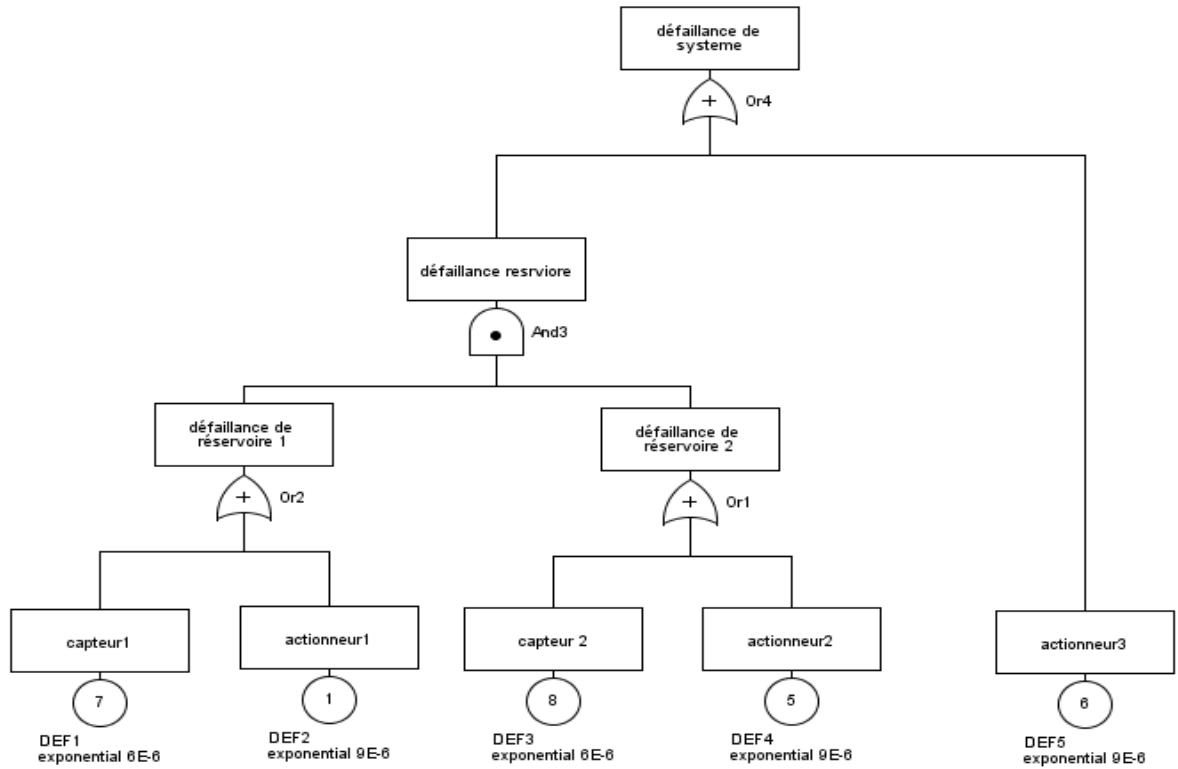 défaillance de
systeme
+
Or4
défaillance resrviore
And3
défaillance de
réservoire 1
+
Or2
défaillance de
réservoire 2
+
Or1
capteur1
7
DEF1
exponential 6E-6
actionneur1
1
DEF2
exponential 9E-6
capteur 2
8
DEF3
exponential 6E-6
actionneur2
5
DEF4
exponential 9E-6
actionneur3
6
DEF5
exponential 9E-6